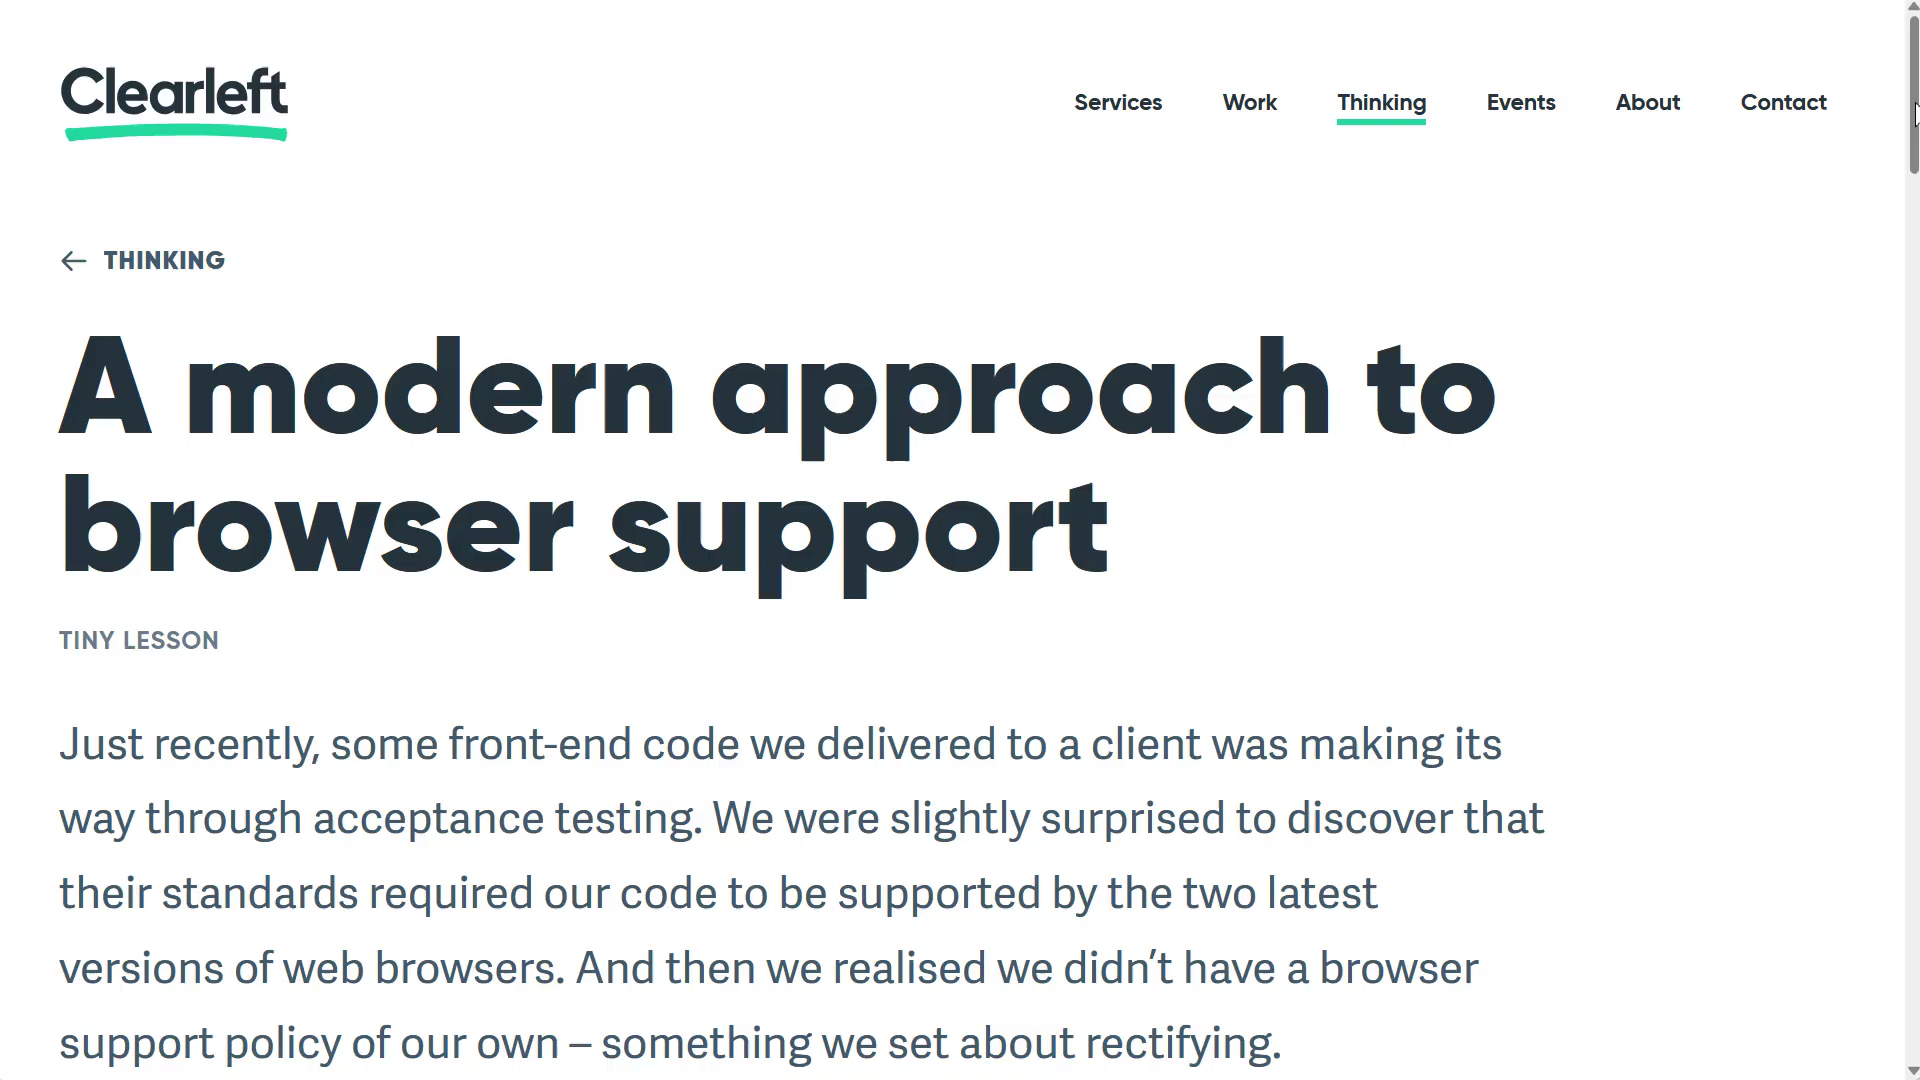 Clearleft
Services Work Thinking Events About Contact
← THINKING
A modern approach to
browser support
TINY LESSON
Just recently, some front-end code we delivered to a client was making its
way through acceptance testing. We were slightly surprised to discover that
their standards required our code to be supported by the two latest
versions of web browsers. And then we realised we didn’t have a browser
support policy of our own – something we set about rectifying.